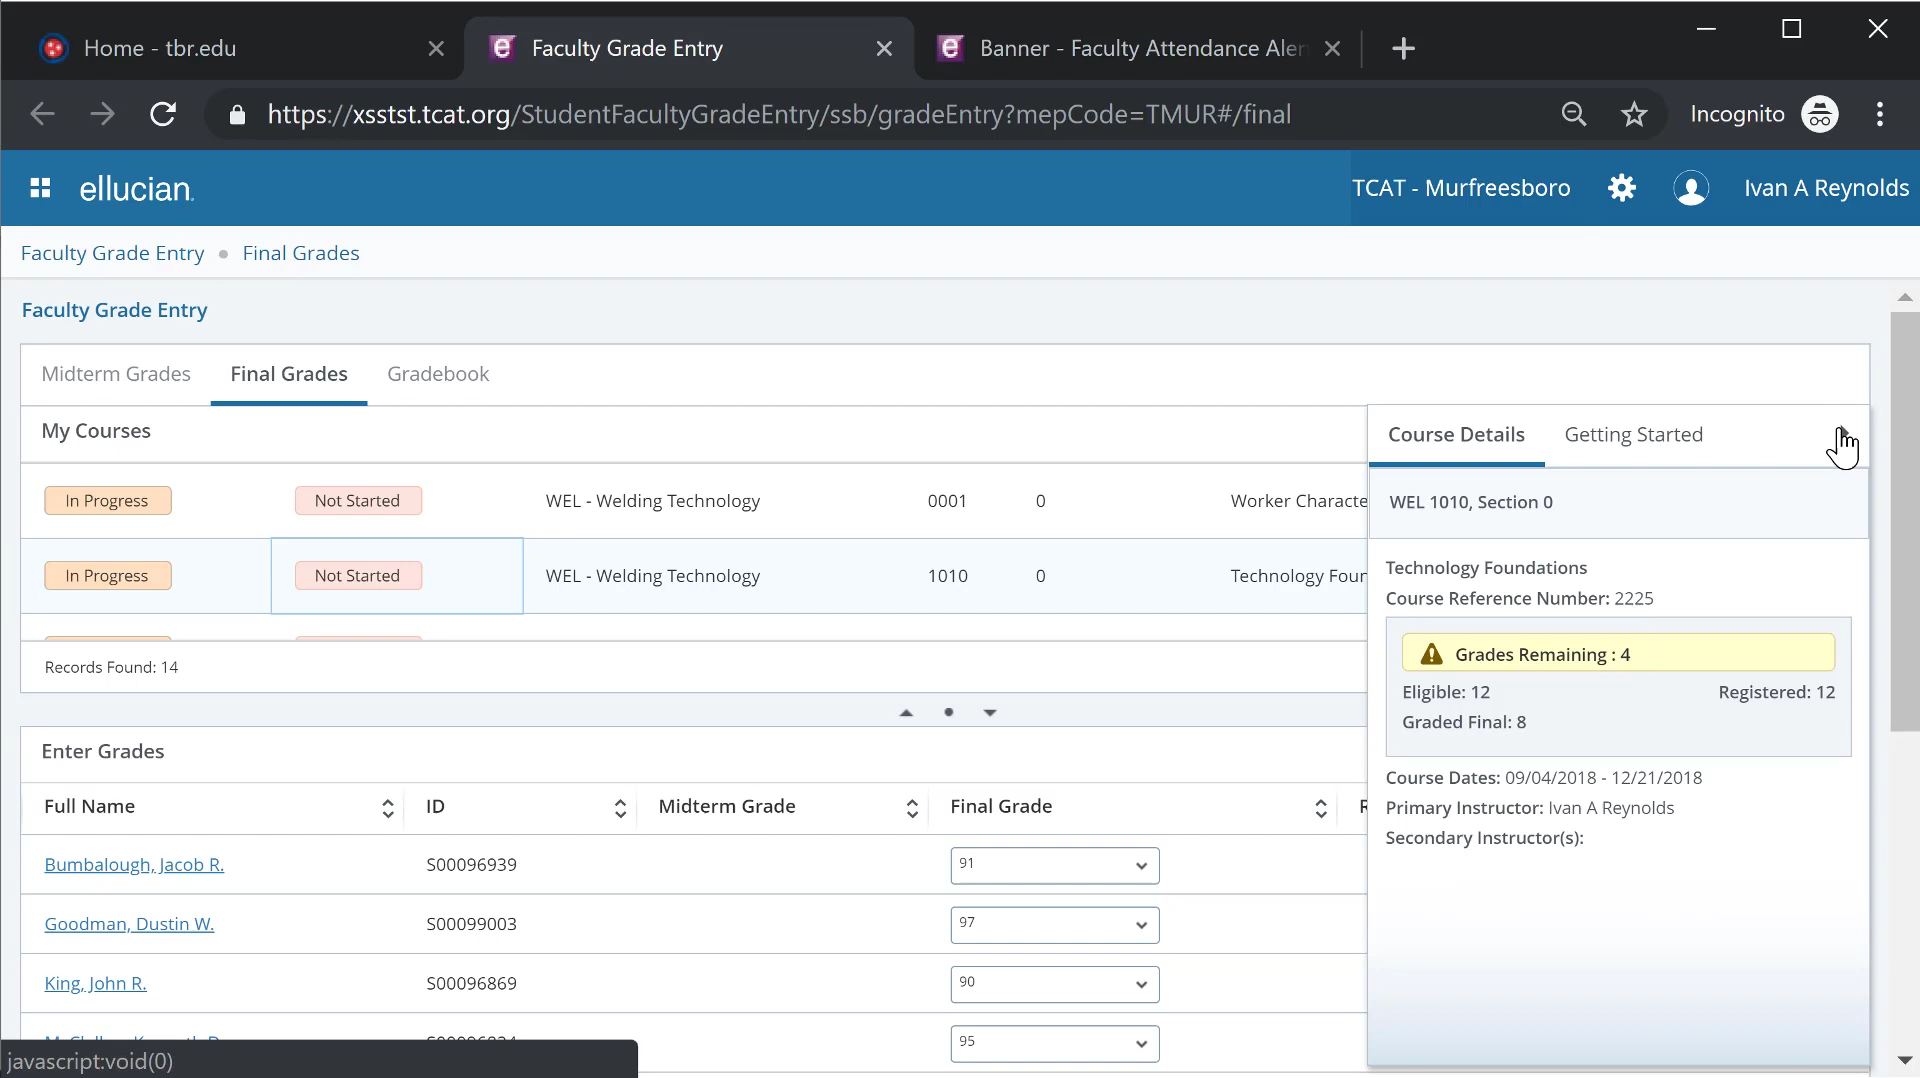 Home - tbr.edu
Faculty Grade Entry
Banner - Faculty Attendance Aler
https://xsstst.tcat.org/StudentFacultyGradeEntry/ssb/gradeEntry?mepCode=TMUR#/final
Incognito
ellucian.
TCAT - Murfreesboro
Ivan A Reynolds
Faculty Grade Entry • Final Grades
Faculty Grade Entry
Midterm Grades
Final Grades
Gradebook
My Courses
In Progress Not Started WEL - Welding Technology 0001 0 Worker Characte
In Progress Not Started WEL - Welding Technology 1010 0 Technology Four
Records Found: 14
Course Details
Getting Started
WEL 1010, Section 0
Technology Foundations
Course Reference Number: 2225
Grades Remaining : 4
Eligible: 12 Registered: 12
Graded Final: 8
Course Dates: 09/04/2018 - 12/21/2018
Primary Instructor: Ivan A Reynolds
Secondary Instructor(s):
Enter Grades
Full Name ID Midterm Grade Final Grade
Bumbalough, Jacob R. S00096939 91
Goodman, Dustin W. S00099003 97
King, John R. S00096869 90
95
javascript:void(0)